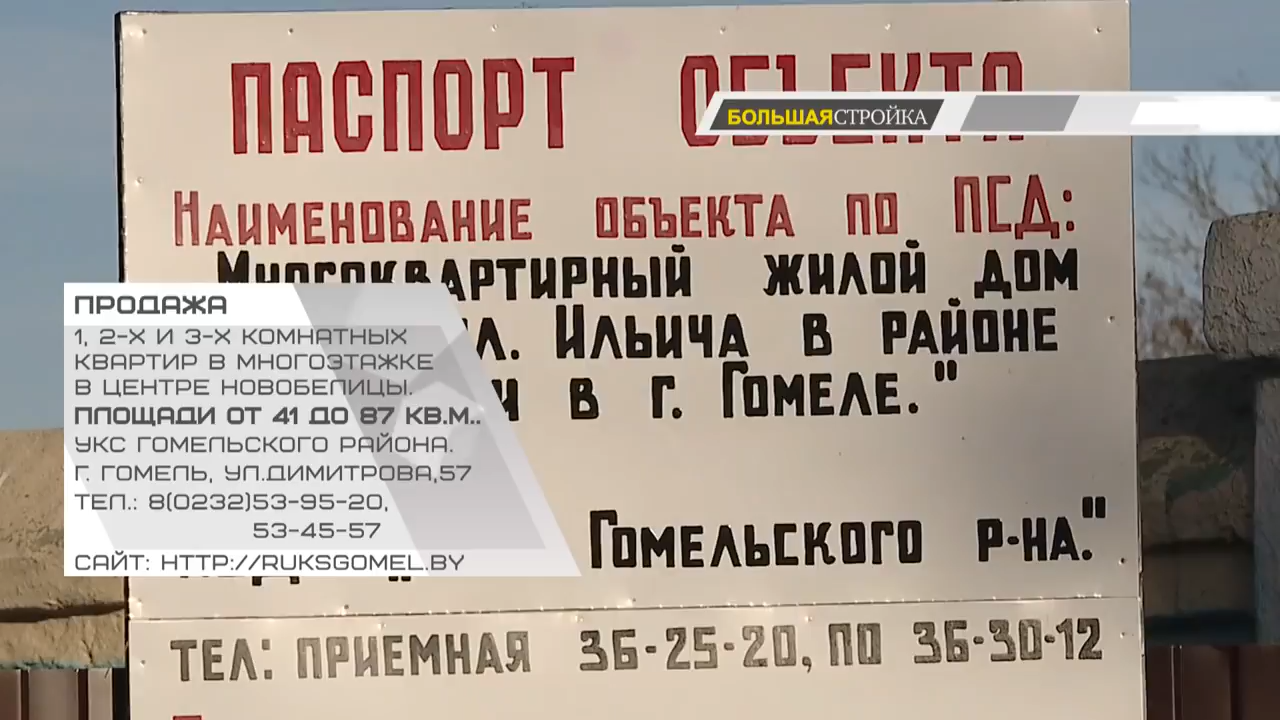 ПАСПОРТ ОБЪЕКТА
БОЛЬШАЯСТРОЙКА
НАИМЕНОВАНИЕ ОБЪЕКТА ПО ПСД:
МНОГОКВАРТИРНЫЙ ЖИЛОЙ ДОМ
УЛ. ИЛЬИЧА В РАЙОНЕ
В Г. ГОМЕЛЕ."
ГОМЕЛЬСКОГО Р-НА."
ТЕЛ: ПРИЕМНАЯ 36-25-20, ПО 36-30-12
ПРОДАЖА
1, 2-Х И 3-Х КОМНАТНЫХ
КВАРТИР В МНОГОЭТАЖКЕ
В ЦЕНТРЕ НОВОБЕЛИЦЫ.
ПЛОЩАДИ ОТ 41 ДО 87 КВ.М..
УКС ГОМЕЛЬСКОГО РАЙОНА.
Г. ГОМЕЛЬ, УЛ.ДИМИТРОВА,57
ТЕЛ.: 8(0232)53-95-20,
53-45-57
САЙТ: HTTP://RUKSGOMEL.BY